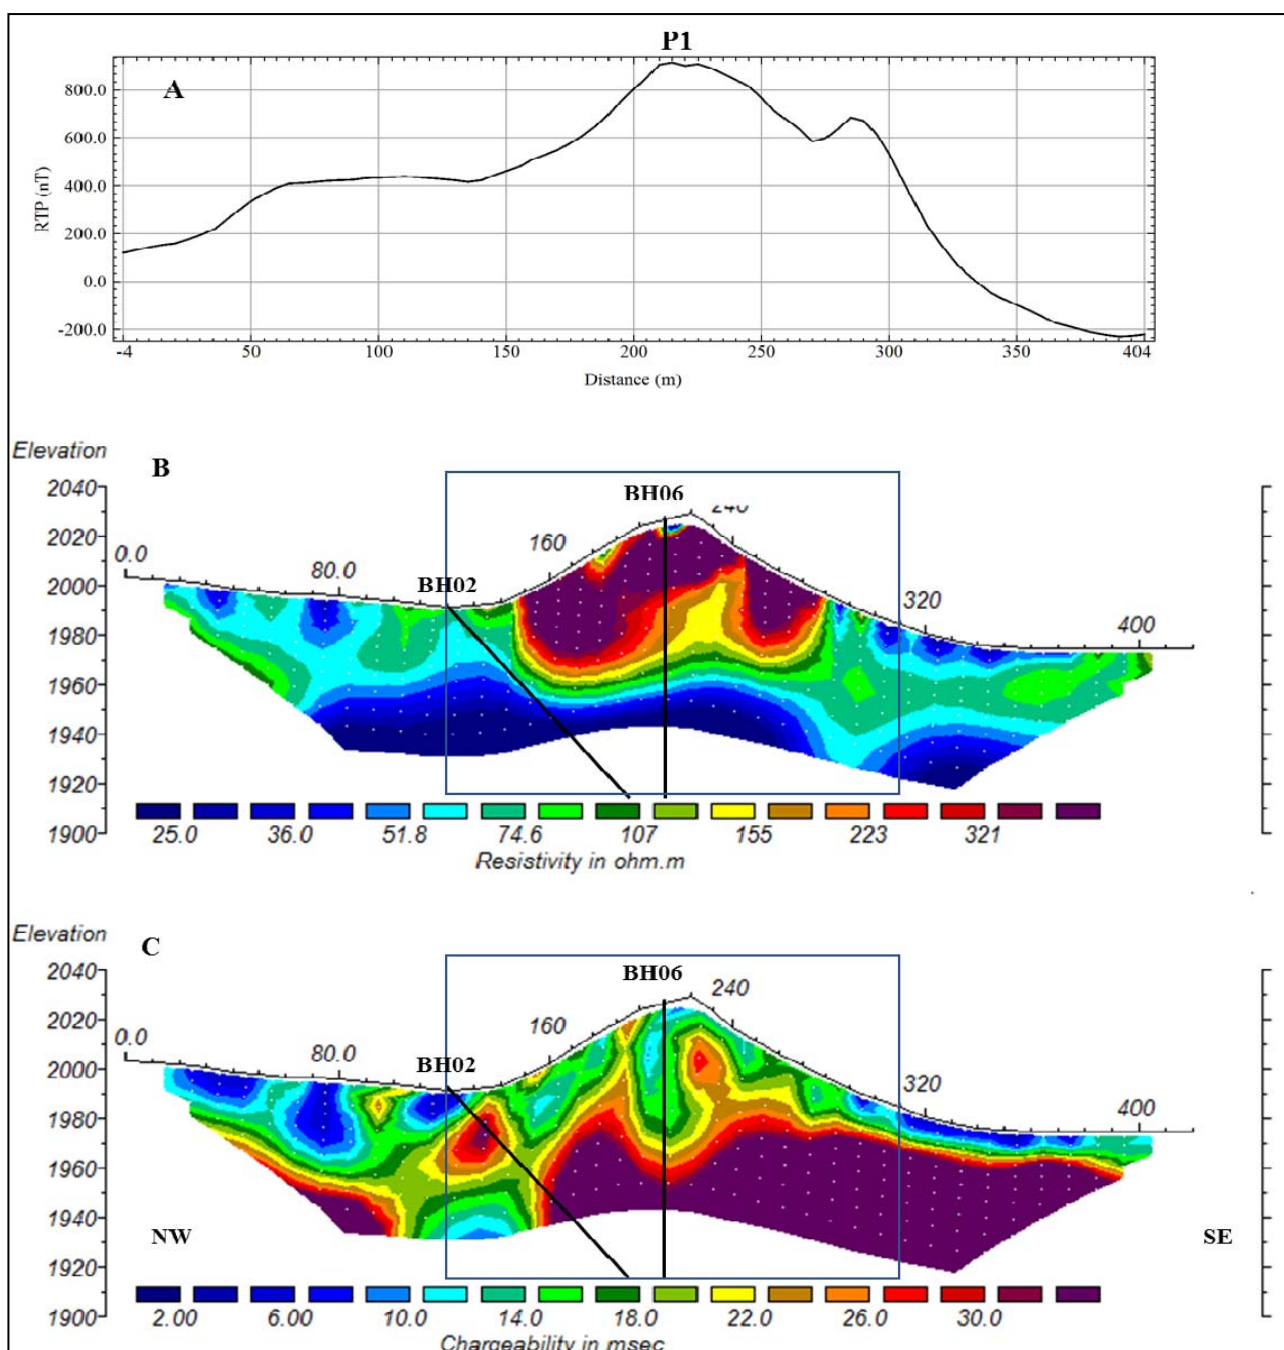 P1
A
800.0
600.0
400.0
200.0
0.0
-200.0
RTP (nT)
-4 50 100 150 200 250 300 350 404
Distance (m)
Elevation
B
2040
2020
2000
1980
1960
1940
1920
1900
BH06
240
160
0.0
80.0
BH02
320
400
25.0 36.0 51.8 74.6 107 155 223 321
Resistivity in ohm.m
Elevation
C
2040
2020
2000
1980
1960
1940
1920
1900
BH06
240
160
0.0
80.0
BH02
320
400
NW
SE
2.00 6.00 10.0 14.0 18.0 22.0 26.0 30.0
Chargeability in msec